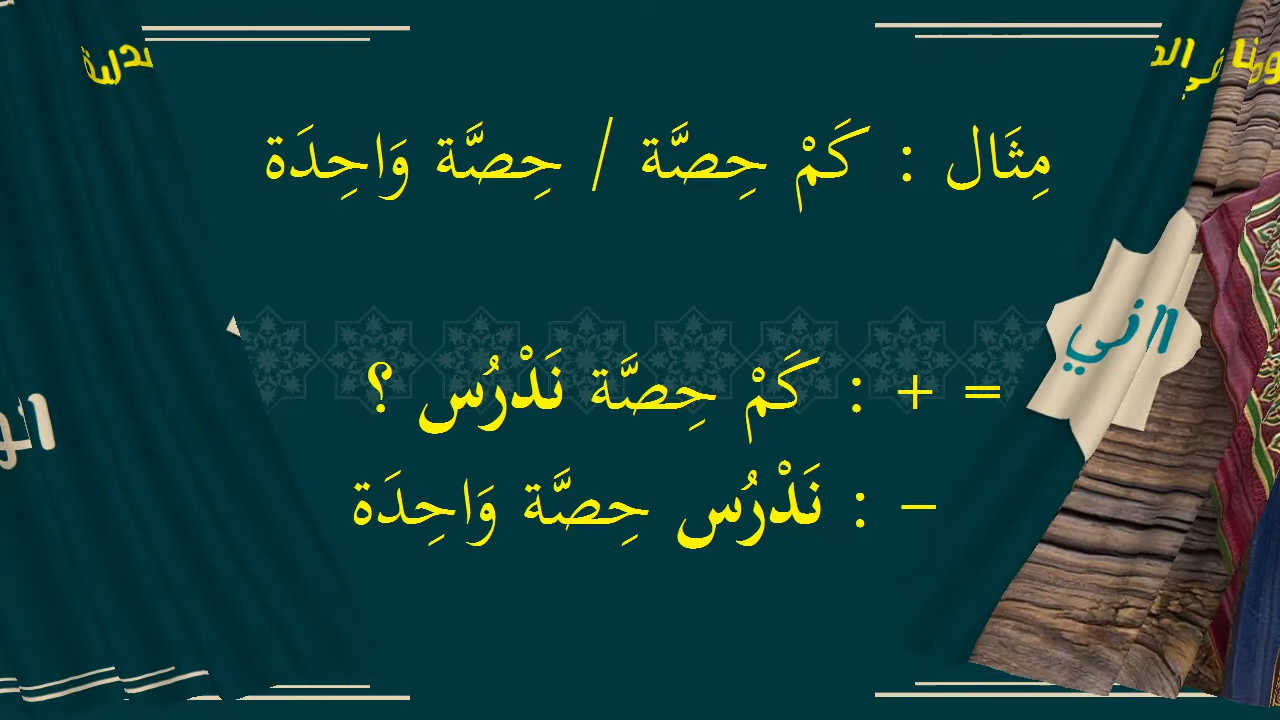 مِثَال : كَمْ حِصَّة / حِصَّة وَاحِدَة
= + : كَمْ حِصَّة نَدْرُس ؟
– : نَدْرُس حِصَّة وَاحِدَة